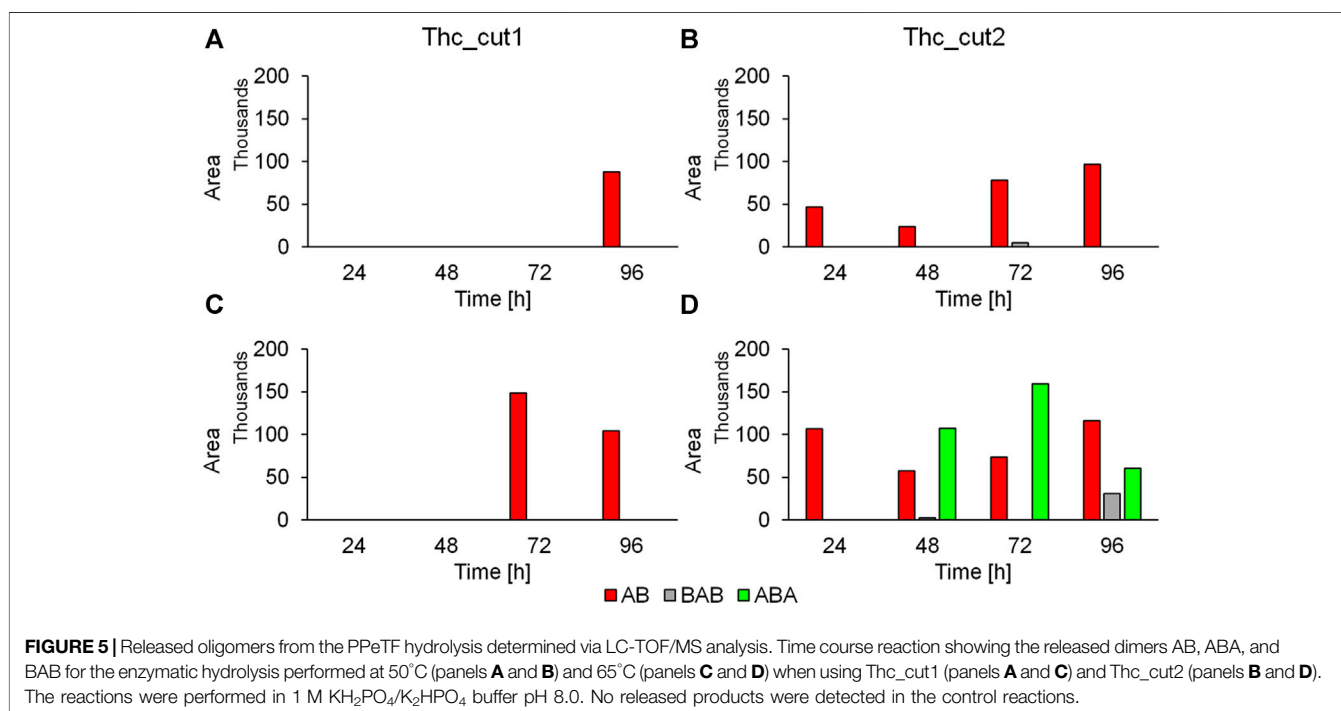 A Thc_cut1
200
150
100
50
0
Area
Thousands
24 48 72 96
Time [h]
B Thc_cut2
200
150
100
50
0
Area
Thousands
24 48 72 96
Time [h]
C
200
150
100
50
0
Area
Thousands
24 48 72 96
Time [h]
D
200
150
100
50
0
Area
Thousands
24 48 72 96
Time [h]
AB BAB ABA
FIGURE 5 | Released oligomers from the PPeTF hydrolysis determined via LC-TOF/MS analysis. Time course reaction showing the released dimers AB, ABA, and
BAB for the enzymatic hydrolysis performed at 50°C (panels A and B) and 65°C (panels C and D) when using Thc_cut1 (panels A and C) and Thc_cut2 (panels B and D).
The reactions were performed in 1 M KH₂PO₄/K₂HPO₄ buffer pH 8.0. No released products were detected in the control reactions.